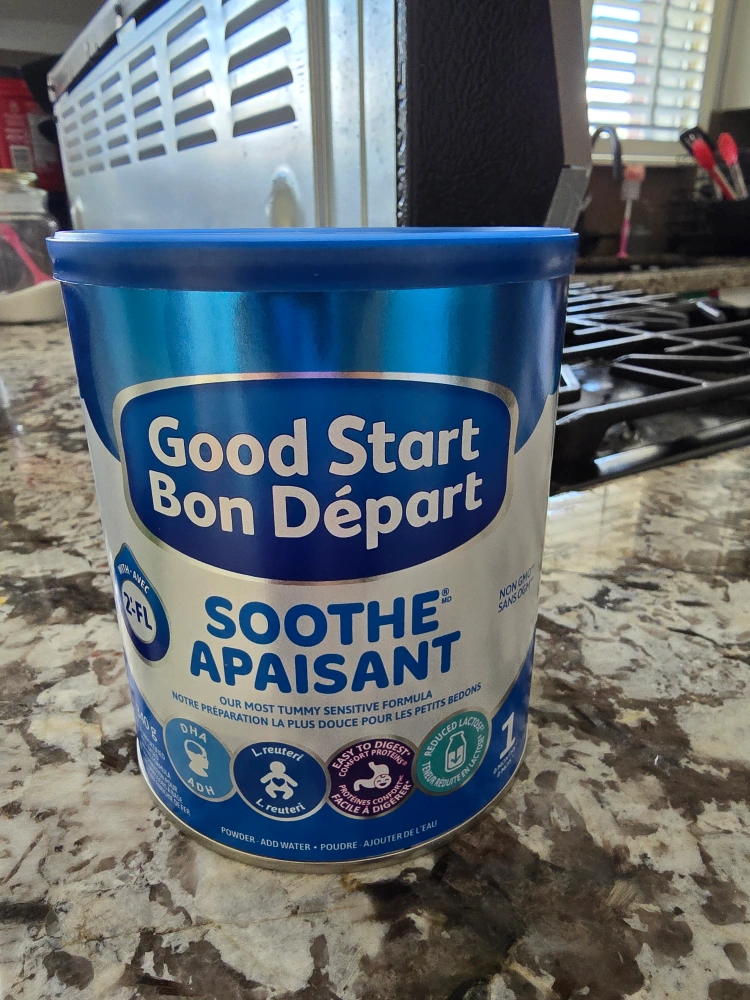 Good Start
Bon Départ
WITH • AVEC
2'-FL
SOOTHE®
MD
APAISANT
NON GMO
SANS OGM
OUR MOST TUMMY SENSITIVE FORMULA
NOTRE PRÉPARATION LA PLUS DOUCE POUR LES PETITS BEDONS
DHA
ADH
L. reuteri
L. reuteri
EASY TO DIGEST
COMFORT PROTEINS
PROTÉINES CONFORT
FACILE À DIGÉRER
REDUCED LACTOSE
TENEUR RÉDUITE EN LACTOSE
1
POWDER - ADD WATER • POUDRE - AJOUTER DE L'EAU